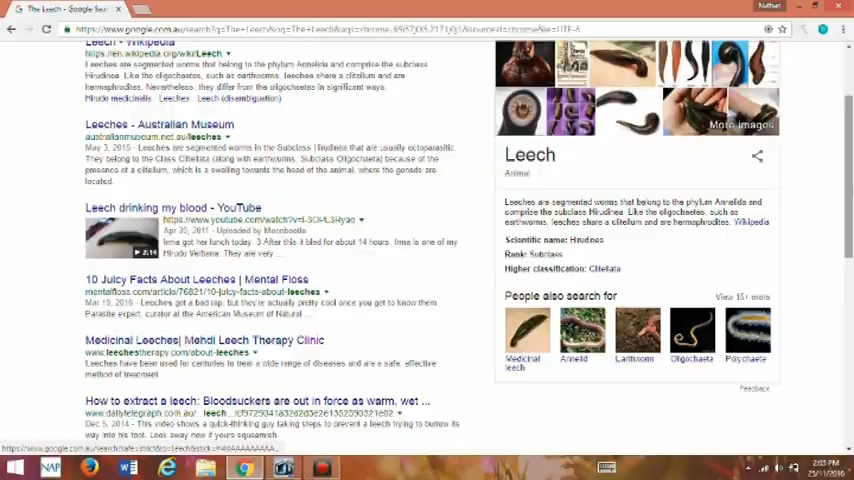 The Leech - Google Sear
Nathan
Leech - Wikipedia
https://en.wikipedia.org/wiki/Leech
Leeches are segmented worms that belong to the phylum Annelida and comprise the subclass
Hirudinea. Like the oligochaetes, such as earthworms, leeches share a clitellum and are
hermaphrodites. Nevertheless, they differ from the oligochaetes in significant ways.
Hirudo medicinalis Leeches Leech (disambiguation)
Leeches - Australian Museum
australianmuseum.net.au/leeches
May 3, 2016 - Leeches are segmented worms in the Subclass Hirudinea that are usually ectoparasitic.
They belong to the Class Clitellata (along with earthworms, Subclass Oligochaeta) because of the
presence of a clitellum, which is a swelling towards the head of the animal, where the gonads are
located.
Leech drinking my blood - YouTube
Apr 30, 2011 - Uploaded by Moonbootle
Irma got her lunch today :3 After this it bled for about 14 hours. Irma is one of my
Hirudo Verbana. They are very ...
2:14
10 Juicy Facts About Leeches | Mental Floss
mentalfloss.com/article/76821/10-juicy-facts-about-leeches
Mar 10, 2016 - Leeches get a bad rap, but they're actually pretty cool once you get to know them.
Parasite expert, curator at the American Museum of Natural ...
Medicinal Leeches| Mehdi Leech Therapy Clinic
www.leechestherapy.com/about-leeches
Leeches have been used for centuries to treat a wide range of diseases and are a safe, effective
method of treatment
How to extract a leech: Bloodsuckers are out in force as warm, wet ...
www.dailytelegraph.com.au/
Dec 5, 2014 - This video shows a quick-thinking guy taking steps to prevent a leech trying to burrow its
way into his foot. Look away now if yours squeamish
More images
Leech
Animal
Leeches are segmented worms that belong to the phylum Annelida and
comprise the subclass Hirudinea. Like the oligochaetes, such as
earthworms, leeches share a clitellum and are hermaphrodites. Wikipedia
Scientific name: Hirudinea
Rank: Subclass
Higher classification: Clitellata
People also search for
View 15+ more
Medicinal leech
Annelid
Earthworm
Oligochaeta
Polychaete
Feedback
NAP
2:03 PM
25/11/2016